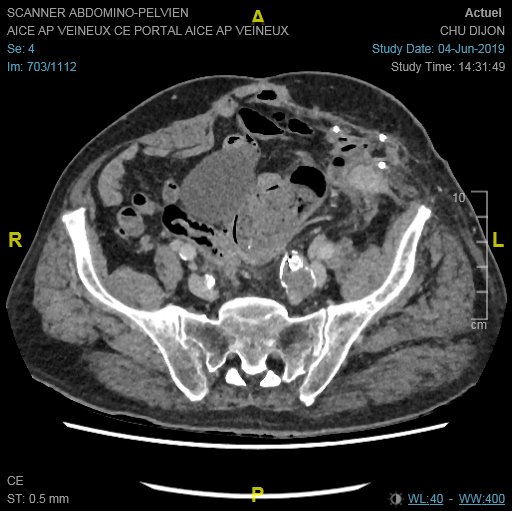 SCANNER ABDOMINO-PELVIEN
AICE AP VEINEUX CE PORTAL AICE AP VEINEUX
Se: 4
Im: 703/1112
A
Actuel
CHU DIJON
Study Date: 04-Jun-2019
Study Time: 14:31:49
R
L
10
cm
P
CE
ST: 0.5 mm
WL:40 - WW:400